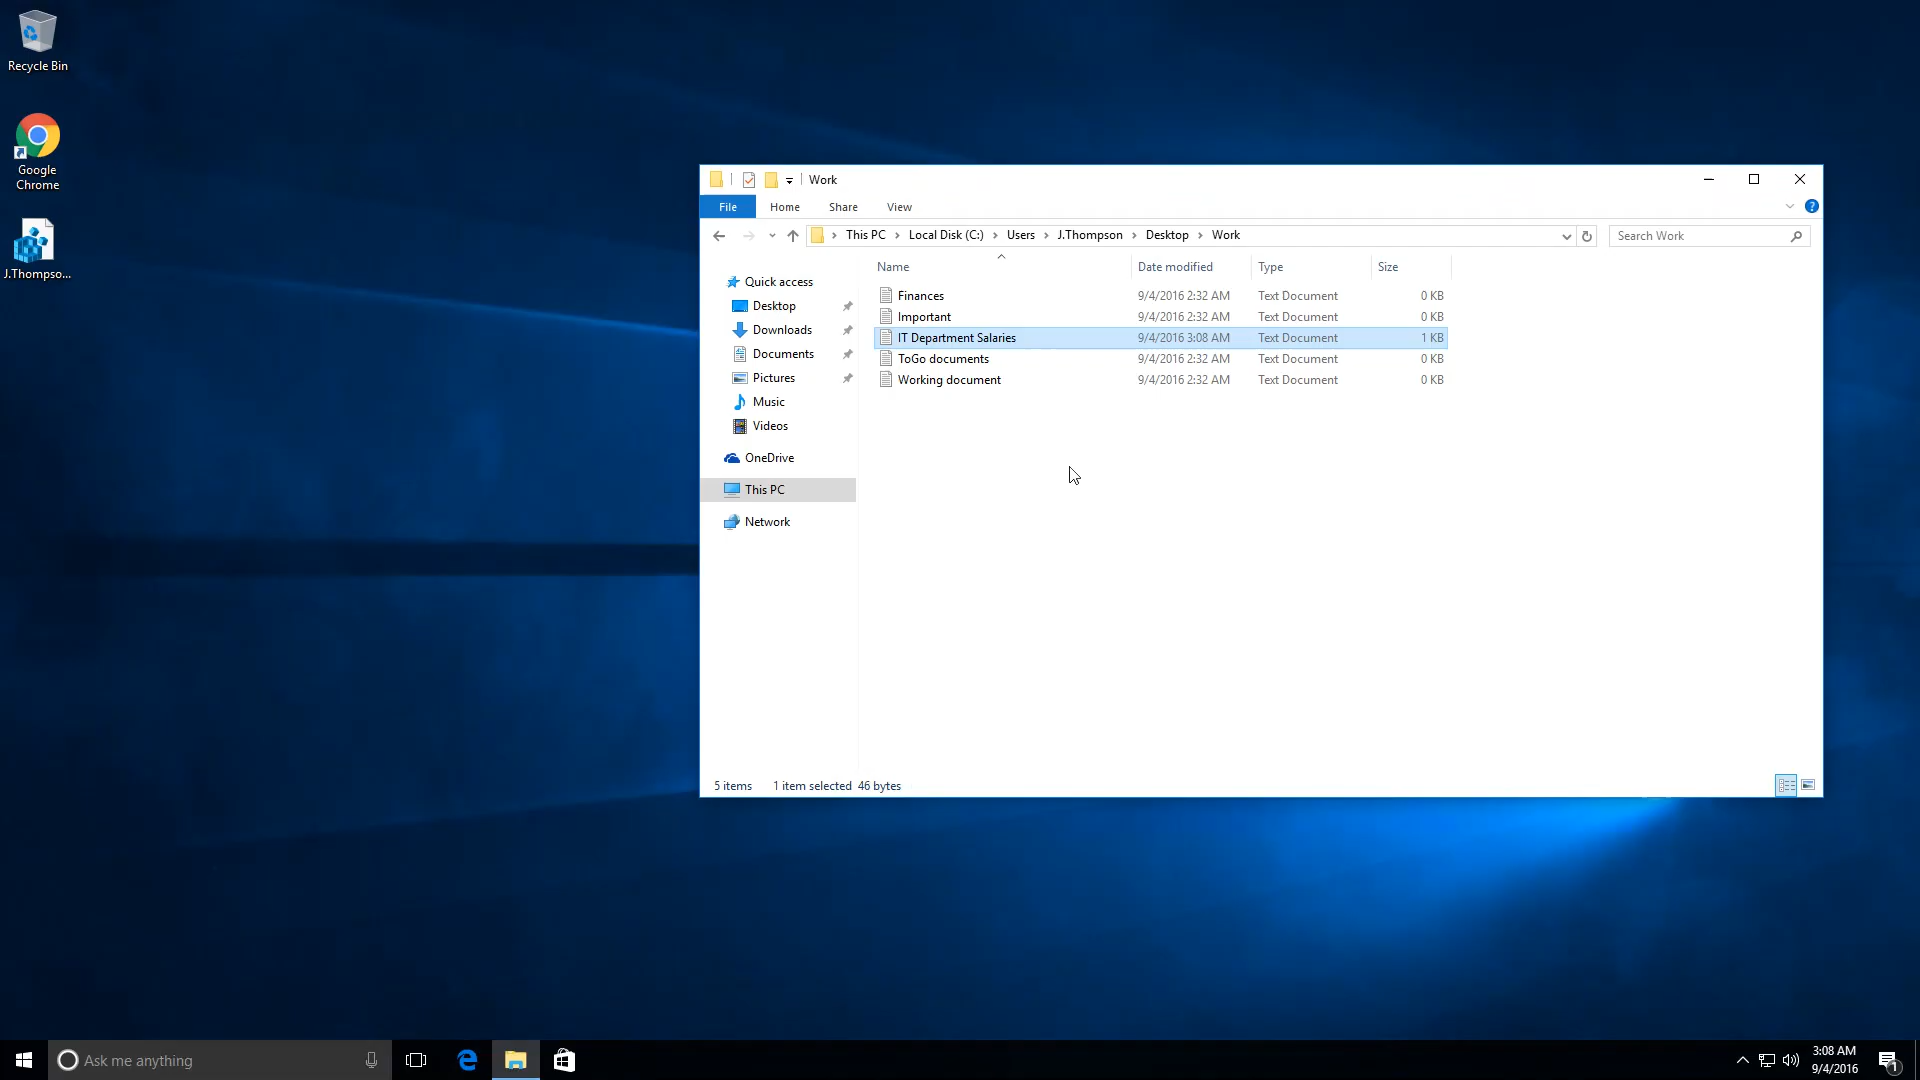 Recycle Bin
Google
Chrome
J.Thompso...
Work
File Home Share View
This PC Local Disk (C:) Users J.Thompson Desktop Work
Search Work
Name Date modified Type Size
Finances 9/4/2016 2:32 AM Text Document 0 KB
Important 9/4/2016 2:32 AM Text Document 0 KB
IT Department Salaries 9/4/2016 3:08 AM Text Document 1 KB
ToGo documents 9/4/2016 2:32 AM Text Document 0 KB
Working document 9/4/2016 2:32 AM Text Document 0 KB
Quick access
Desktop
Downloads
Documents
Pictures
Music
Videos
OneDrive
This PC
Network
5 items 1 item selected 46 bytes
Ask me anything
3:08 AM
9/4/2016
1